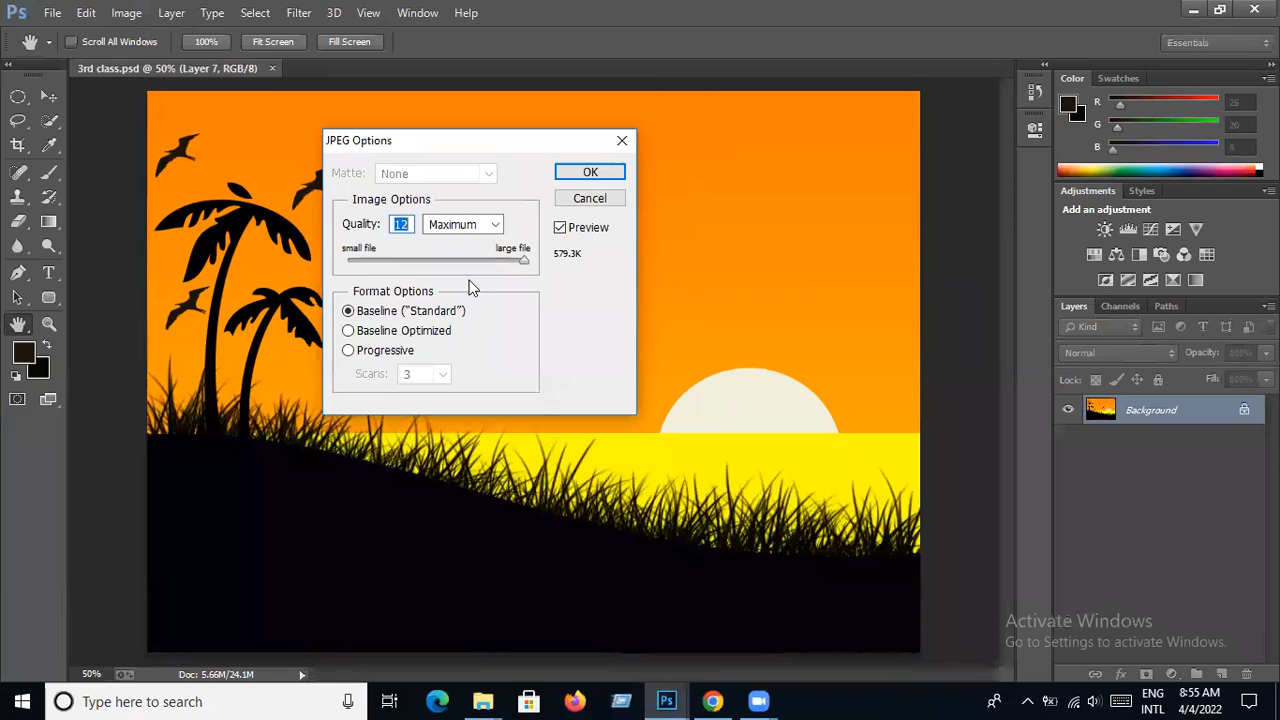 Ps File Edit Image Layer Type Select Filter 3D View Window Help
Scroll All Windows 100% Fit Screen Fill Screen Essentials
3rd class.psd @ 50% (Layer 7, RGB/8) ×
Color Swatches
R 26
G 20
B 6
Adjustments Styles
Add an adjustment
Layers Channels Paths
Kind
Normal Opacity:
Lock: Fill:
Background
JPEG Options
Matte: None
OK
Image Options
Cancel
Quality: 12 Maximum
Preview
small file large file
579.3K
Format Options
Baseline ("Standard")
Baseline Optimized
Progressive
Scans: 3
Activate Windows
Go to Settings to activate Windows.
50% Doc: 5.66M/24.1M
Type here to search
Ps
ENG
INTL
8:55 AM
4/4/2022